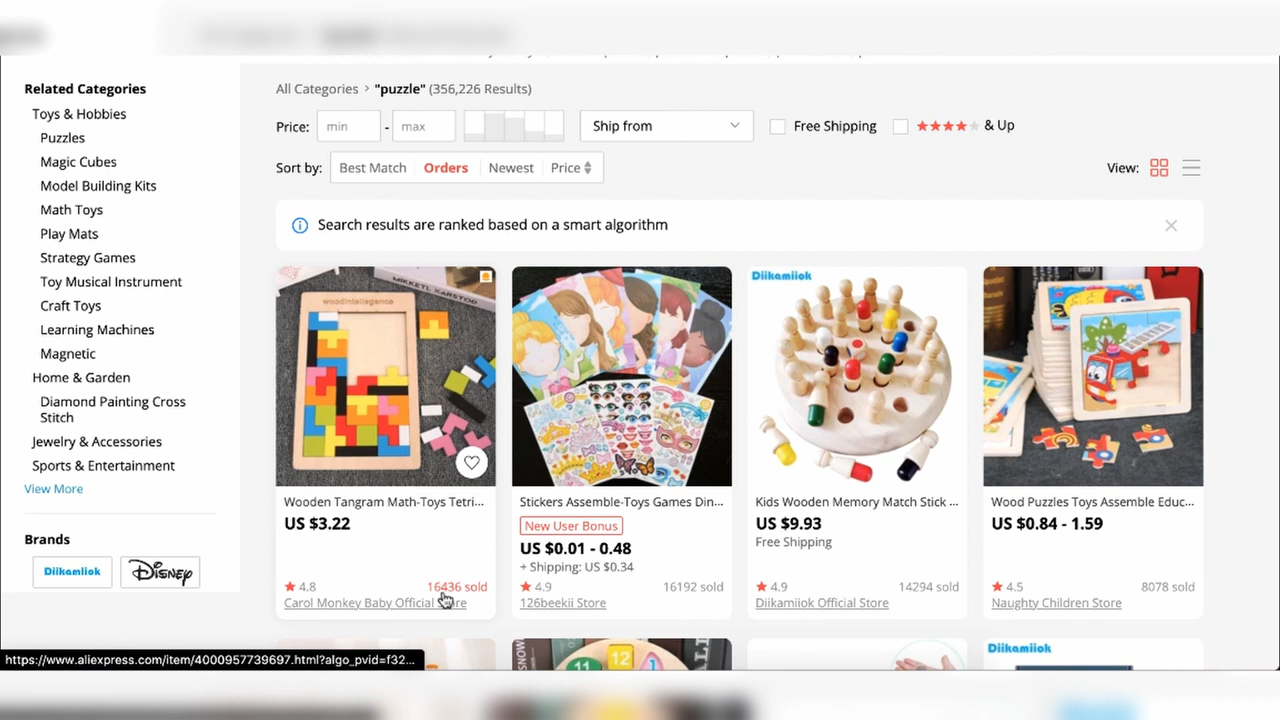 Related Categories
Toys & Hobbies
Puzzles
Magic Cubes
Model Building Kits
Math Toys
Play Mats
Strategy Games
Toy Musical Instrument
Craft Toys
Learning Machines
Magnetic
Home & Garden
Diamond Painting Cross
Stitch
Jewelry & Accessories
Sports & Entertainment
View More
Brands
Diikamiiok
Disney
All Categories > "puzzle" (356,226 Results)
Price: min - max Ship from Free Shipping & Up
Sort by: Best Match Orders Newest Price View:
Search results are ranked based on a smart algorithm
MIKKETL KARSTOD
woodintellegence
Wooden Tangram Math-Toys Tetri...
US $3.22
4.8 16436 sold
Carol Monkey Baby Official Store
Stickers Assemble-Toys Games Din...
New User Bonus
US $0.01 - 0.48
+ Shipping: US $0.34
4.9 16192 sold
126beekii Store
Diikamiiok
Kids Wooden Memory Match Stick ...
US $9.93
Free Shipping
4.9 14294 sold
Diikamiiok Official Store
Wood Puzzles Toys Assemble Educ...
US $0.84 - 1.59
4.5 8078 sold
Naughty Children Store
SNOW
11
12
1
Diikamiiok
https://www.aliexpress.com/item/4000957739697.html?algo_pvid=f32...